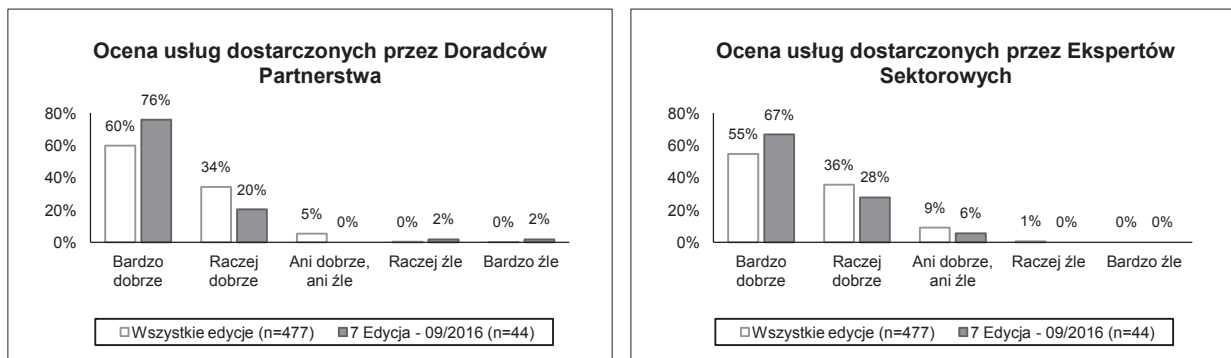 Ocena usług dostarczonych przez Doradców
Partnerstwa
80%
60%
40%
20%
0%
60%
76%
34%
20%
5%
0%
0%
2%
0%
2%
Bardzo
dobrze
Raczej
dobrze
Ani dobrze,
ani źle
Raczej źle
Bardzo źle
Wszystkie edycje (n=477)
7 Edycja - 09/2016 (n=44)
Ocena usług dostarczonych przez Ekspertów
Sektorowych
80%
60%
40%
20%
0%
55%
67%
36%
28%
9%
6%
1%
0%
0%
0%
Bardzo
dobrze
Raczej
dobrze
Ani dobrze,
ani źle
Raczej źle
Bardzo źle
Wszystkie edycje (n=477)
7 Edycja - 09/2016 (n=44)